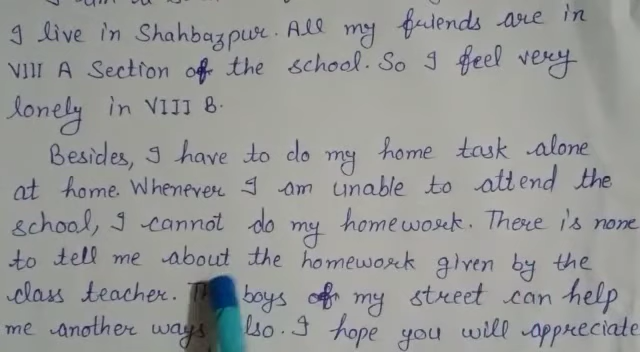 I live in Shahbazpur. All my friends are in
VIII A Section of the school. So I feel very
lonely in VIII B.
Besides, I have to do my home task alone
at home. Whenever I am unable to attend the
school, I cannot do my homework. There is none
to tell me about the homework given by the
class teacher. boys of my street can help
me another ways I hope you will appreciate